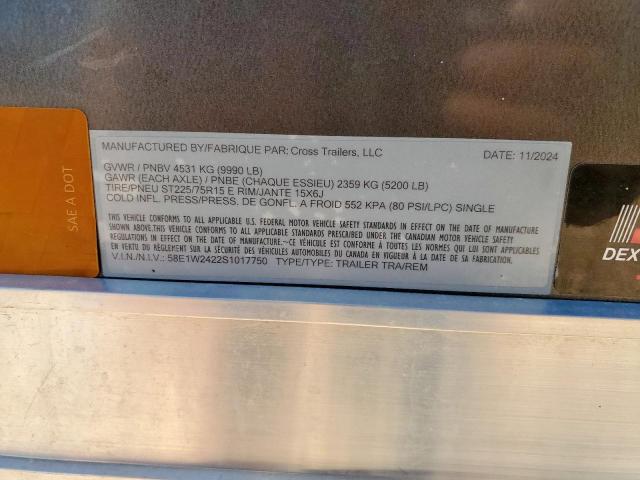 MANUFACTURED BY/FABRIQUE PAR: Cross Trailers, LLC DATE: 11/2024
GVWR / PNBV 4531 KG (9990 LB)
GAWR (EACH AXLE) / PNBE (CHAQUE ESSIEU) 2359 KG (5200 LB)
TIRE/PNEU ST225/75R15 E RIM/JANTE 15X6J
COLD INFL. PRESS/PRESS. DE GONFL. A FROID 552 KPA (80 PSI/LPC) SINGLE
THIS VEHICLE CONFORMS TO ALL APPLICABLE U.S. FEDERAL MOTOR VEHICLE SAFETY STANDARDS IN EFFECT ON THE DATE OF MANUFACTURE
SHOWN ABOVE.THIS VEHICLE CONFORMS TO ALL APPLICABLE STANDARDS PRESCRIBED UNDER THE CANADIAN MOTOR VEHICLE SAFETY
REGULATIONS IN EFFECT ON THE DATE OF MANUFACTURE.~CE VÉHICULE EST CONFORME À TOUTES LES NORMES QUI LUI SONT APPLICABLES
EN VERTU DU RÈGLEMENT SUR LA SÉCURITÉ DES VÉHICULES AUTOMOBILES DU CANADA EN VIGUEUR À LA DATE DE SA FABRICATION.
V.I.N./N.I.V.: 58E1W2422S1017750 TYPE/TYPE: TRAILER TRA/REM
SAE A DOT
DEX